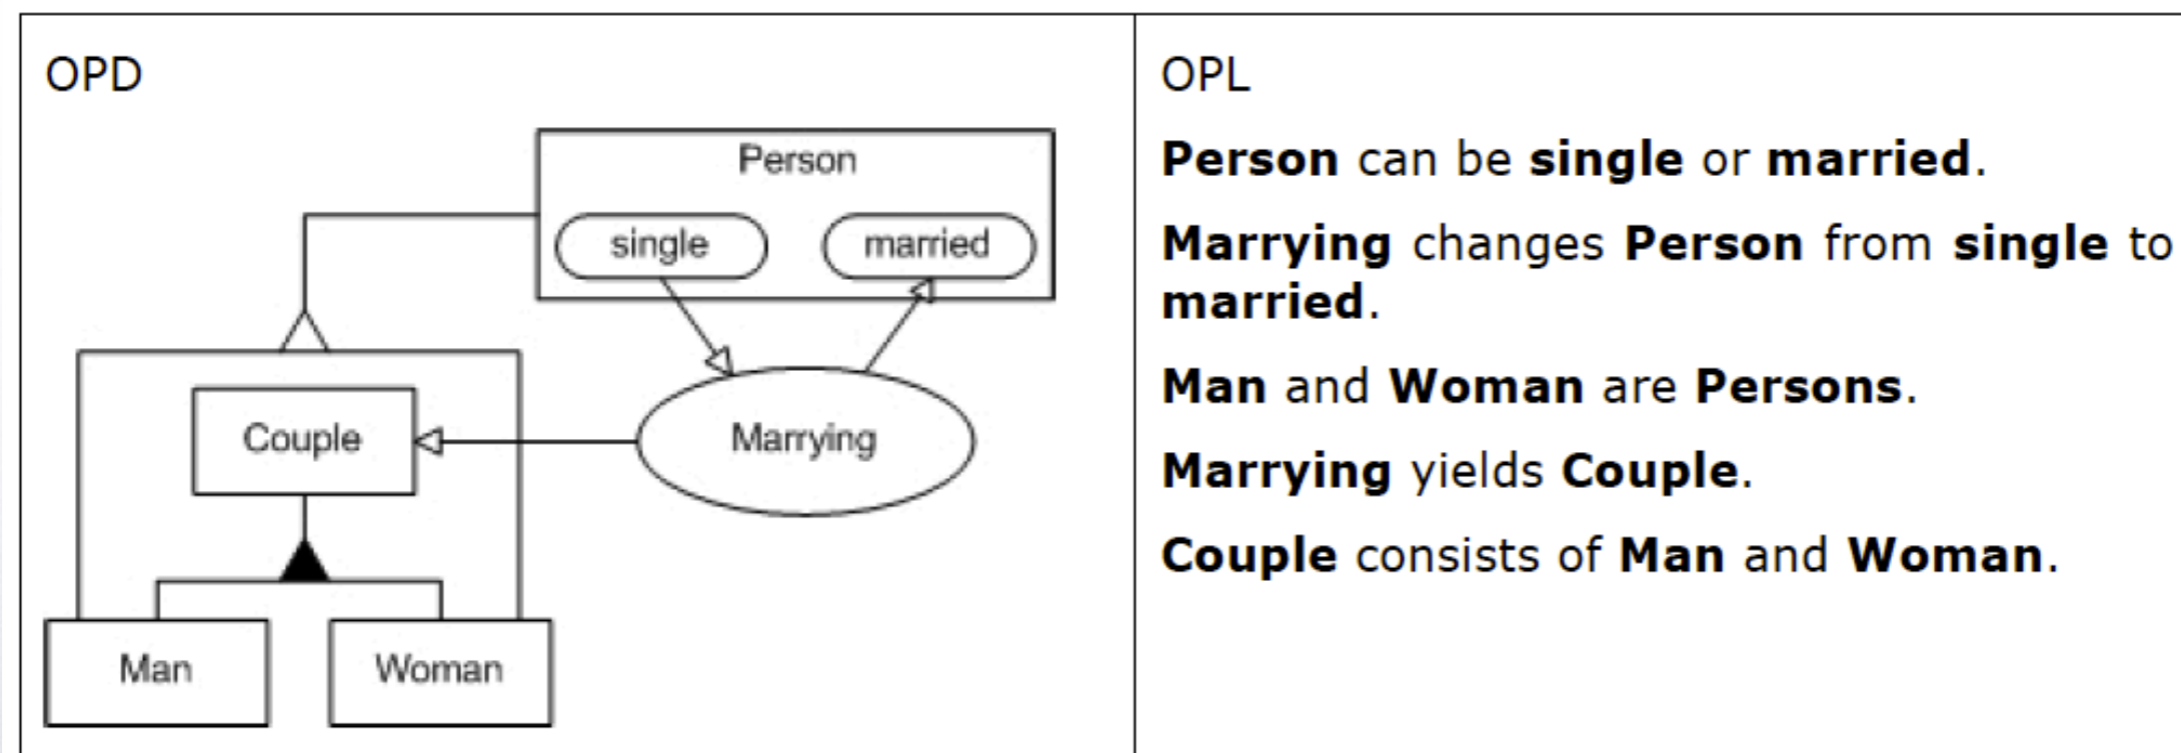 OPD
Person
single
married
Couple
Marrying
Man
Woman
OPL
Person can be single or married.
Marrying changes Person from single to
married.
Man and Woman are Persons.
Marrying yields Couple.
Couple consists of Man and Woman.